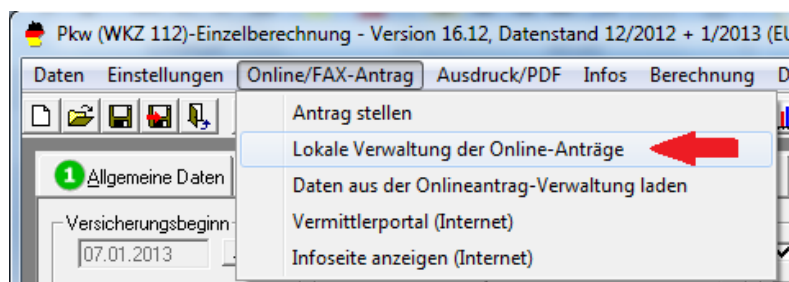 Pkw (WKZ 112)-Einzelberechnung - Version 16.12, Datenstand 12/2012 + 1/2013 (EU
Daten Einstellungen Online/FAX-Antrag Ausdruck/PDF Infos Berechnung D
Antrag stellen
Lokale Verwaltung der Online-Anträge
1 Allgemeine Daten
Daten aus der Onlineantrag-Verwaltung laden
Versicherungsbeginn
Vermittlerportal (Internet)
07.01.2013
Infoseite anzeigen (Internet)